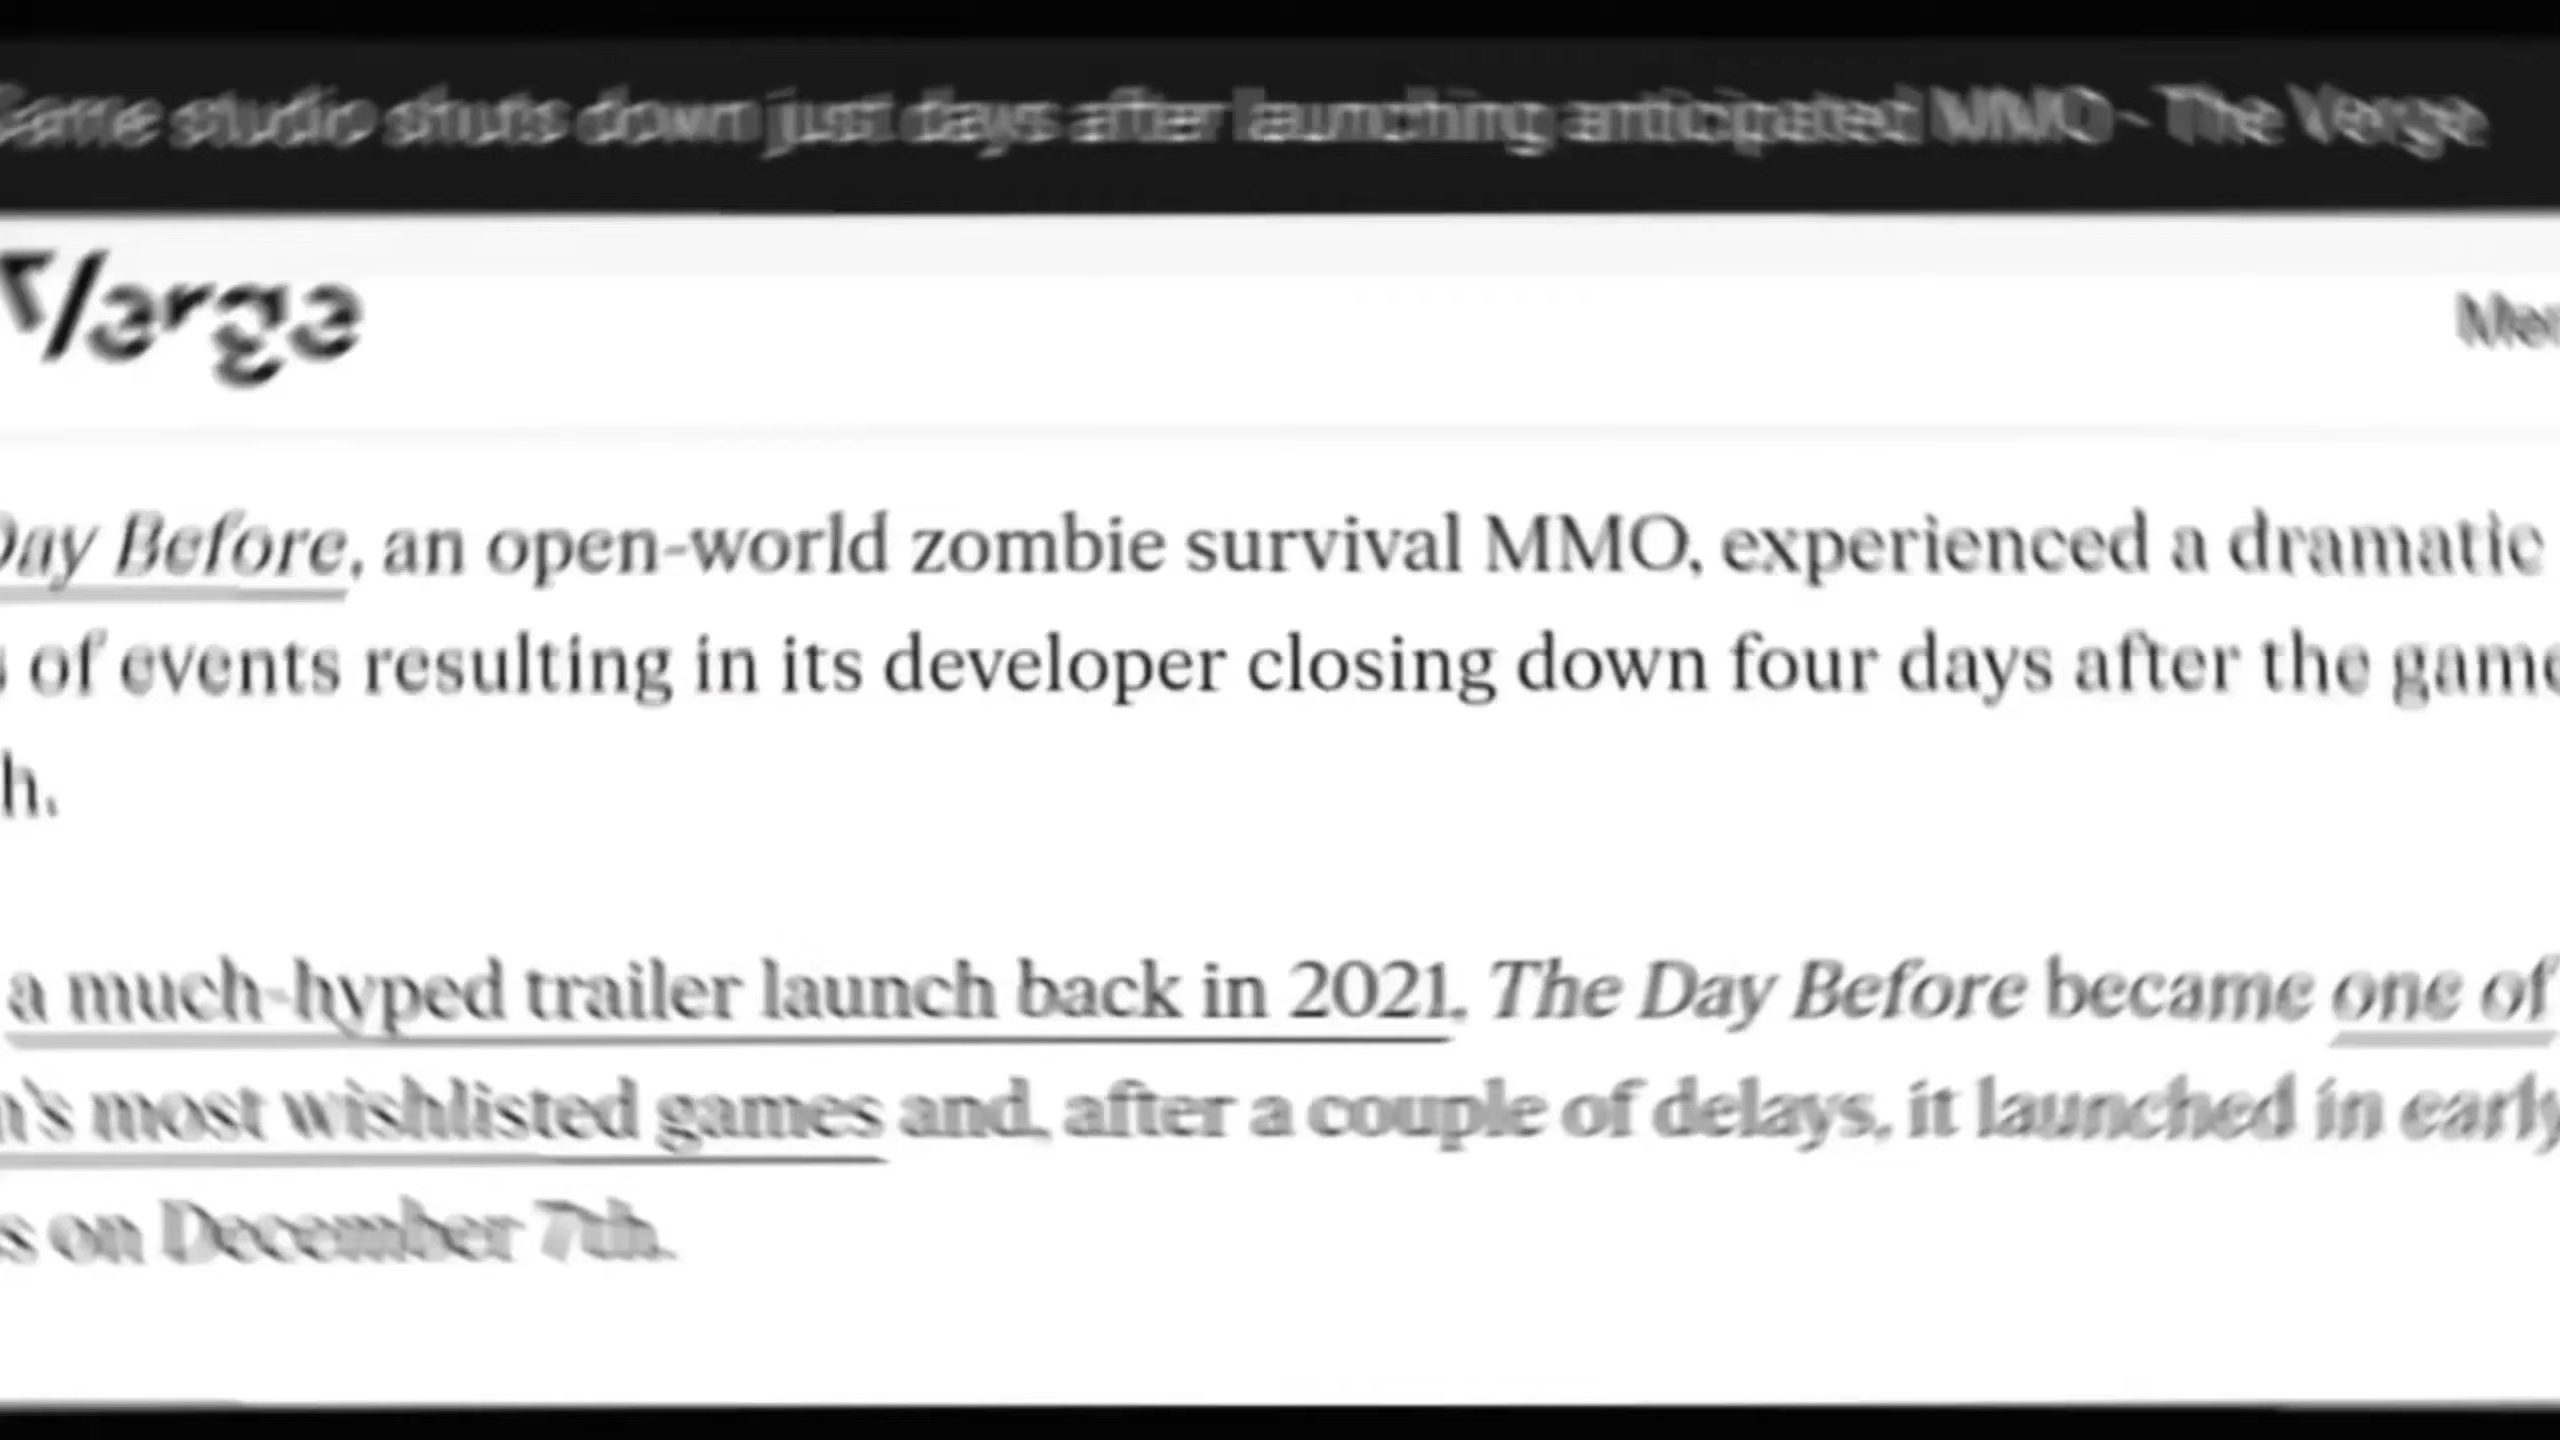 Game studio shuts down just days after launching anticipated MMO - The Verge
Verge
Day Before, an open-world zombie survival MMO, experienced a dramatic
of events resulting in its developer closing down four days after the game
h.
a much-hyped trailer launch back in 2021, The Day Before became one of
n's most wishlisted games and, after a couple of delays, it launched in early
s on December 7th.